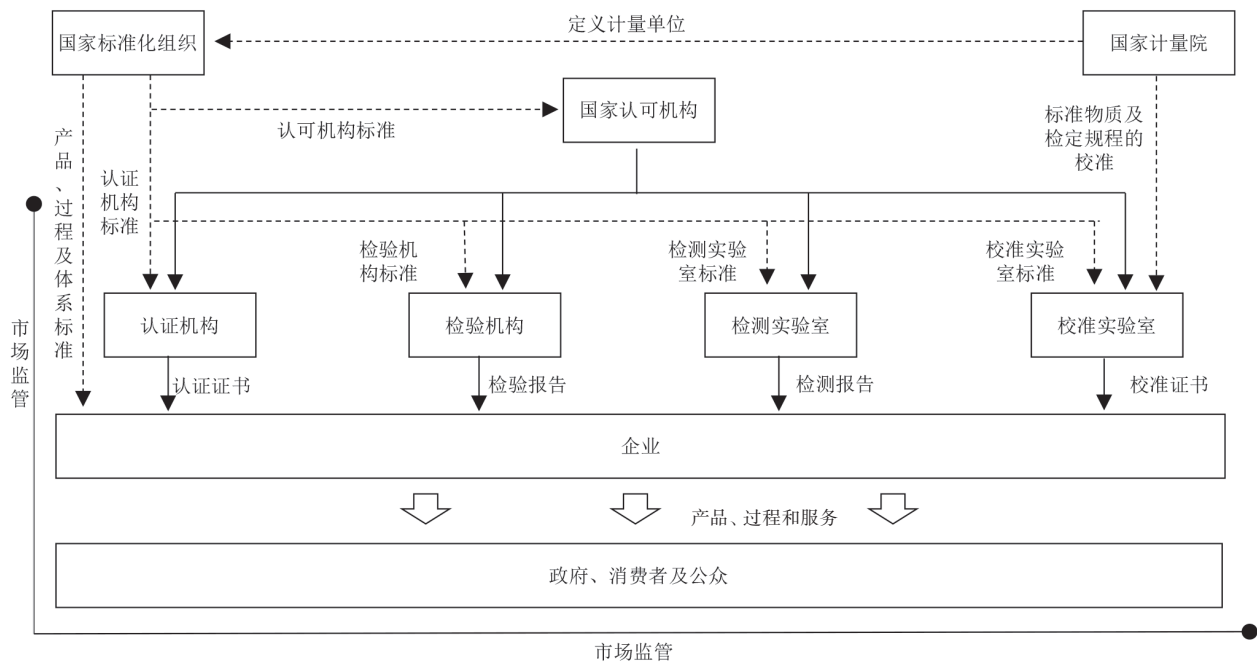 定义计量单位
国家标准化组织
国家计量院
国家认可机构
认可机构标准
标准物质及
检定规程的
校准
产品、过程及体系标准
认证
机构
标准
检验机
构标准
检测实验
室标准
校准实验
室标准
认证机构
检验机构
检测实验室
校准实验室
市场监管
认证证书
检验报告
检测报告
校准证书
企业
产品、过程和服务
政府、消费者及公众
市场监管